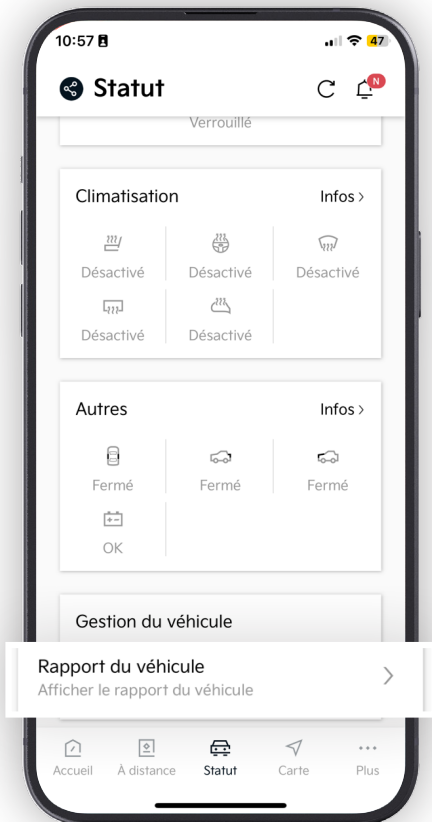 10:57 47
Statut N
Verrouillé
Climatisation Infos >
Désactivé Désactivé Désactivé
Désactivé Désactivé
Autres Infos >
Fermé Fermé Fermé
OK
Gestion du véhicule
Rapport du véhicule
Afficher le rapport du véhicule
Accueil À distance Statut Carte Plus